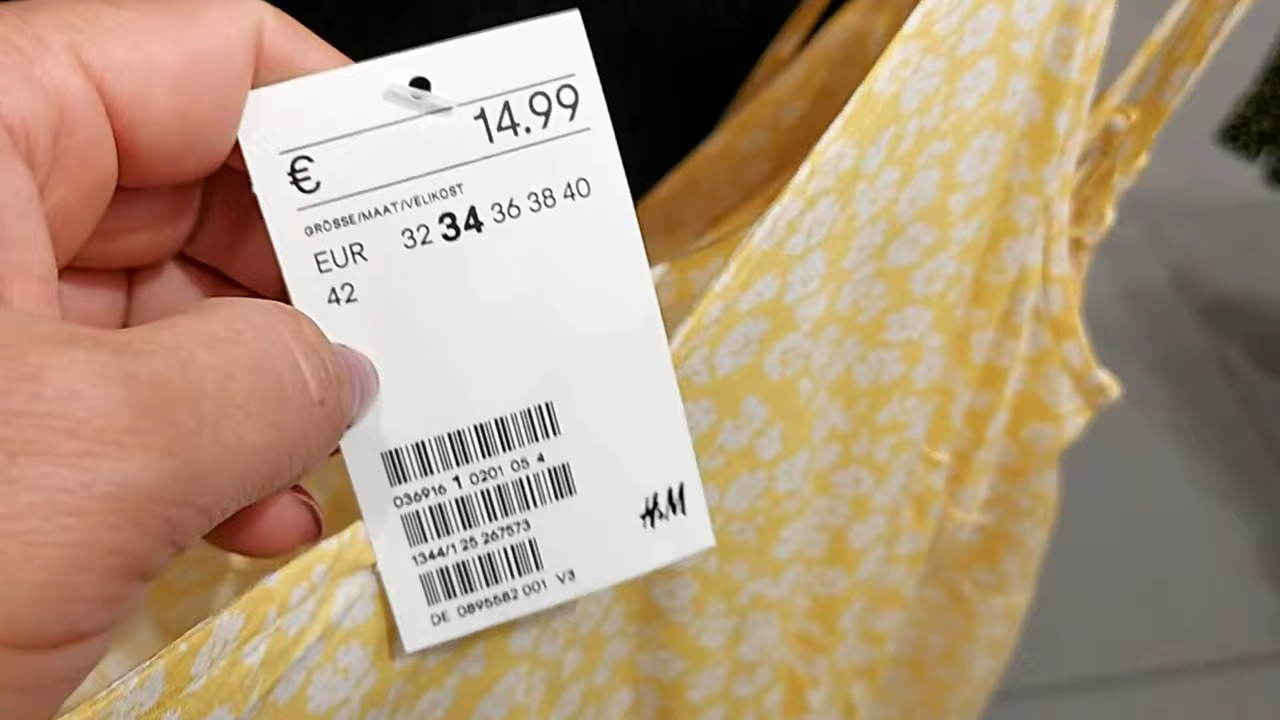 € 14.99
GRÖSSE/MAAT/VELIKOST
EUR 32 34 36 38 40
42
036916 1 0201 05 4
1344/1 25 267573
DE 0895582 001 V3
H&M